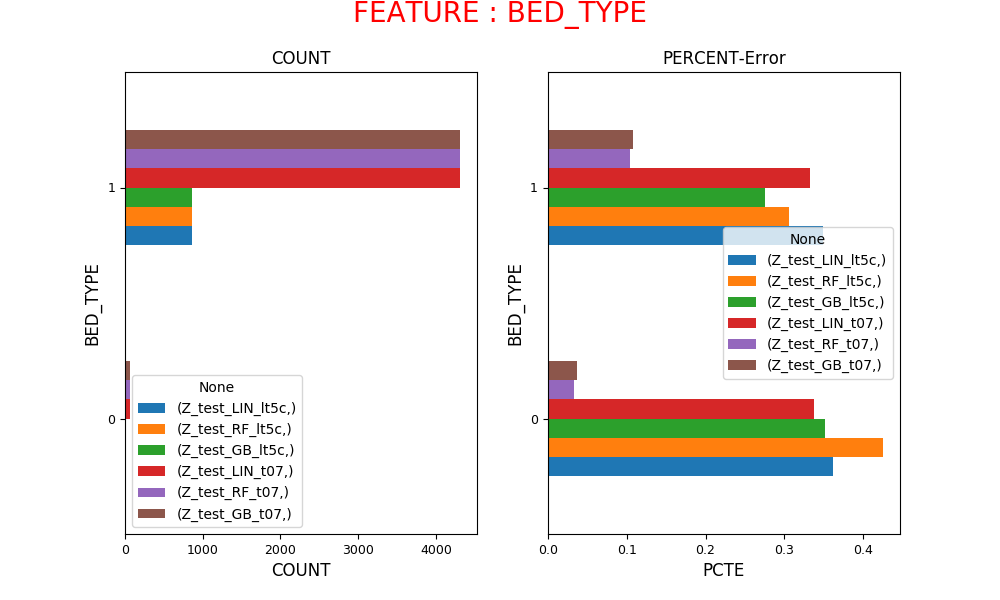 FEATURE : BED_TYPE
COUNT
1
0
BED_TYPE
None
(Z_test_LIN_lt5c,)
(Z_test_RF_lt5c,)
(Z_test_GB_lt5c,)
(Z_test_LIN_t07,)
(Z_test_RF_t07,)
(Z_test_GB_t07,)
0 1000 2000 3000 4000
COUNT
PERCENT-Error
1
0
BED_TYPE
None
(Z_test_LIN_lt5c,)
(Z_test_RF_lt5c,)
(Z_test_GB_lt5c,)
(Z_test_LIN_t07,)
(Z_test_RF_t07,)
(Z_test_GB_t07,)
0.0 0.1 0.2 0.3 0.4
PCTE